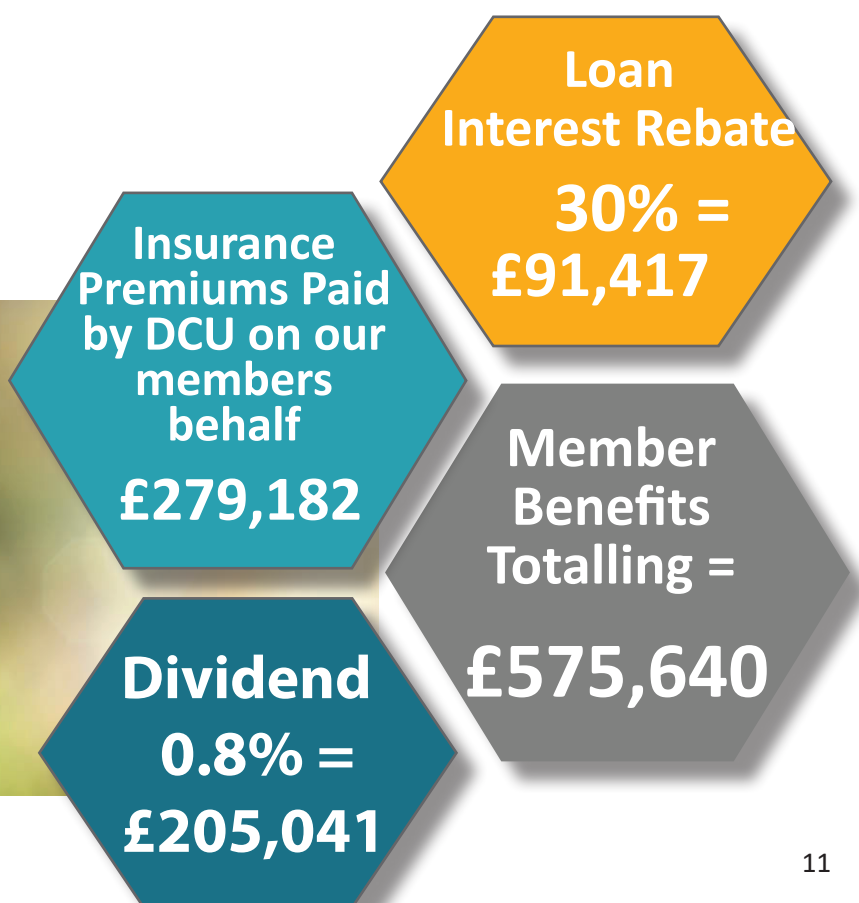 Loan
Interest Rebate
30% =
£91,417
Insurance
Premiums Paid
by DCU on our
members
behalf
£279,182
Member
Benefits
Totalling =
£575,640
Dividend
0.8% =
£205,041
11